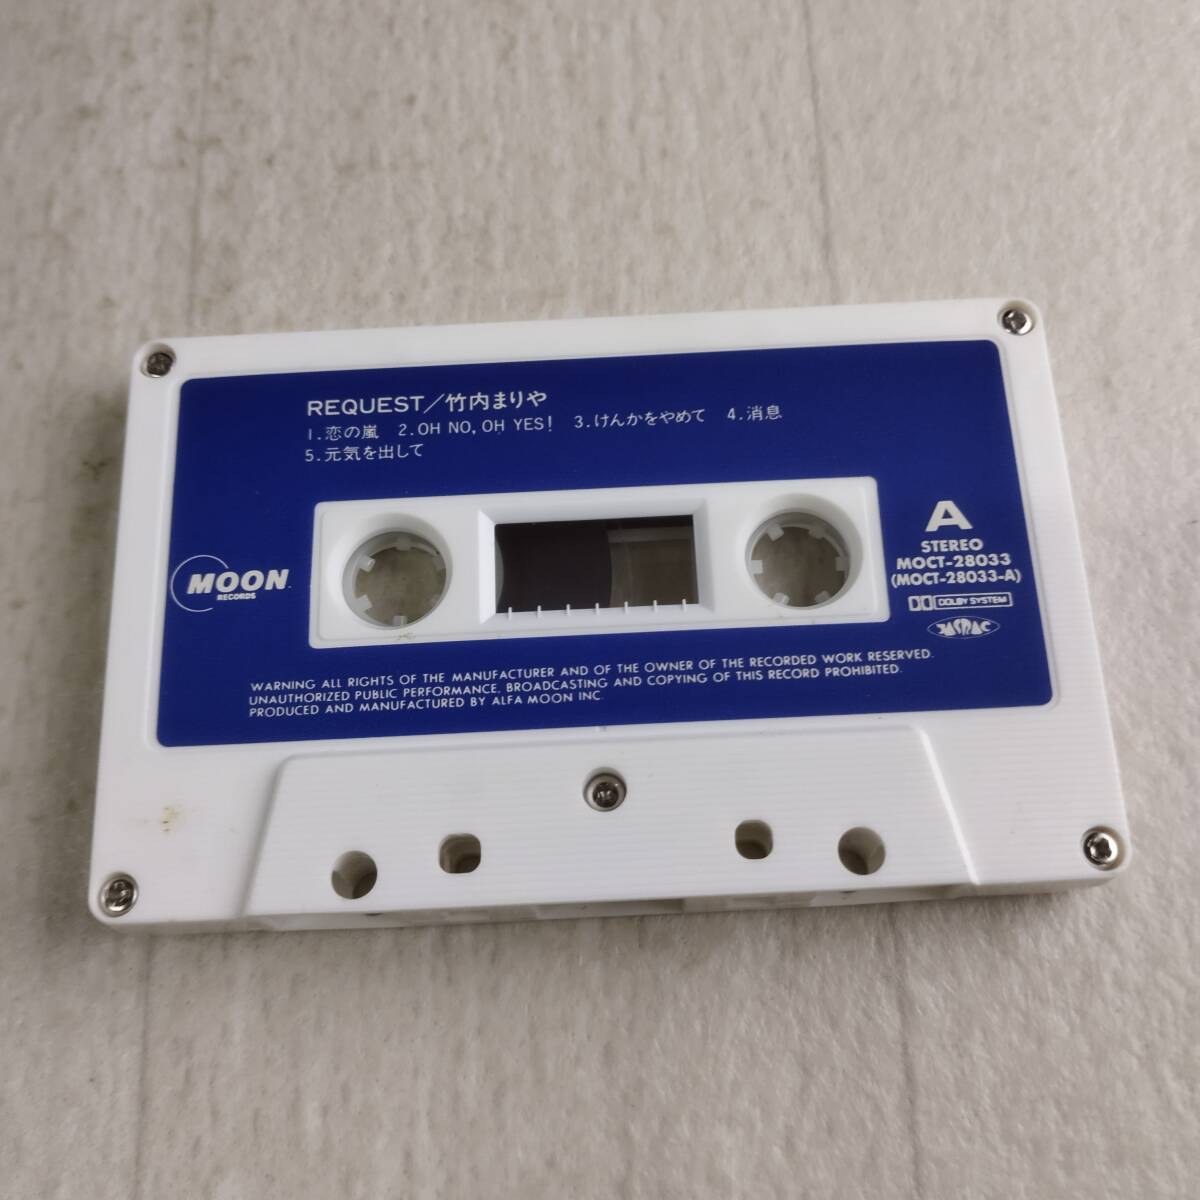 REQUEST／竹内まりや
1.恋の嵐 2.OH NO, OH YES! 3.けんかをやめて 4.消息
5.元気を出して
A
STEREO
MOCT-28033
(MOCT-28033-A)
DOLBY SYSTEM
JASRAC
MOON
RECORDS
WARNING ALL RIGHTS OF THE MANUFACTURER AND OF THE OWNER OF THE RECORDED WORK RESERVED.
UNAUTHORIZED PUBLIC PERFORMANCE, BROADCASTING AND COPYING OF THIS RECORD PROHIBITED.
PRODUCED AND MANUFACTURED BY ALFA MOON INC.